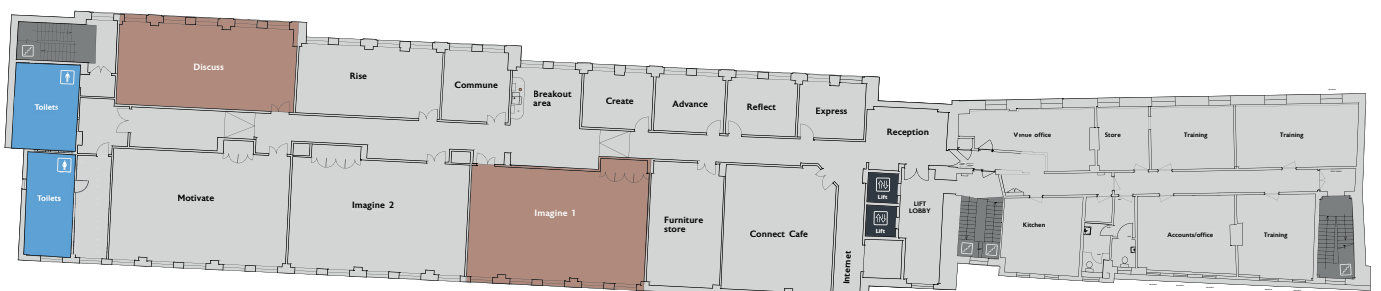 Discuss
Rise
Commune
Breakout
area
Create
Advance
Reflect
Express
Reception
Venue office
Store
Training
Training
Toilets
Toilets
Motivate
Imagine 2
Imagine 1
Furniture
store
Connect Cafe
Internet
Lift
Lift
LIFT
LOBBY
Kitchen
Accounts/office
Training